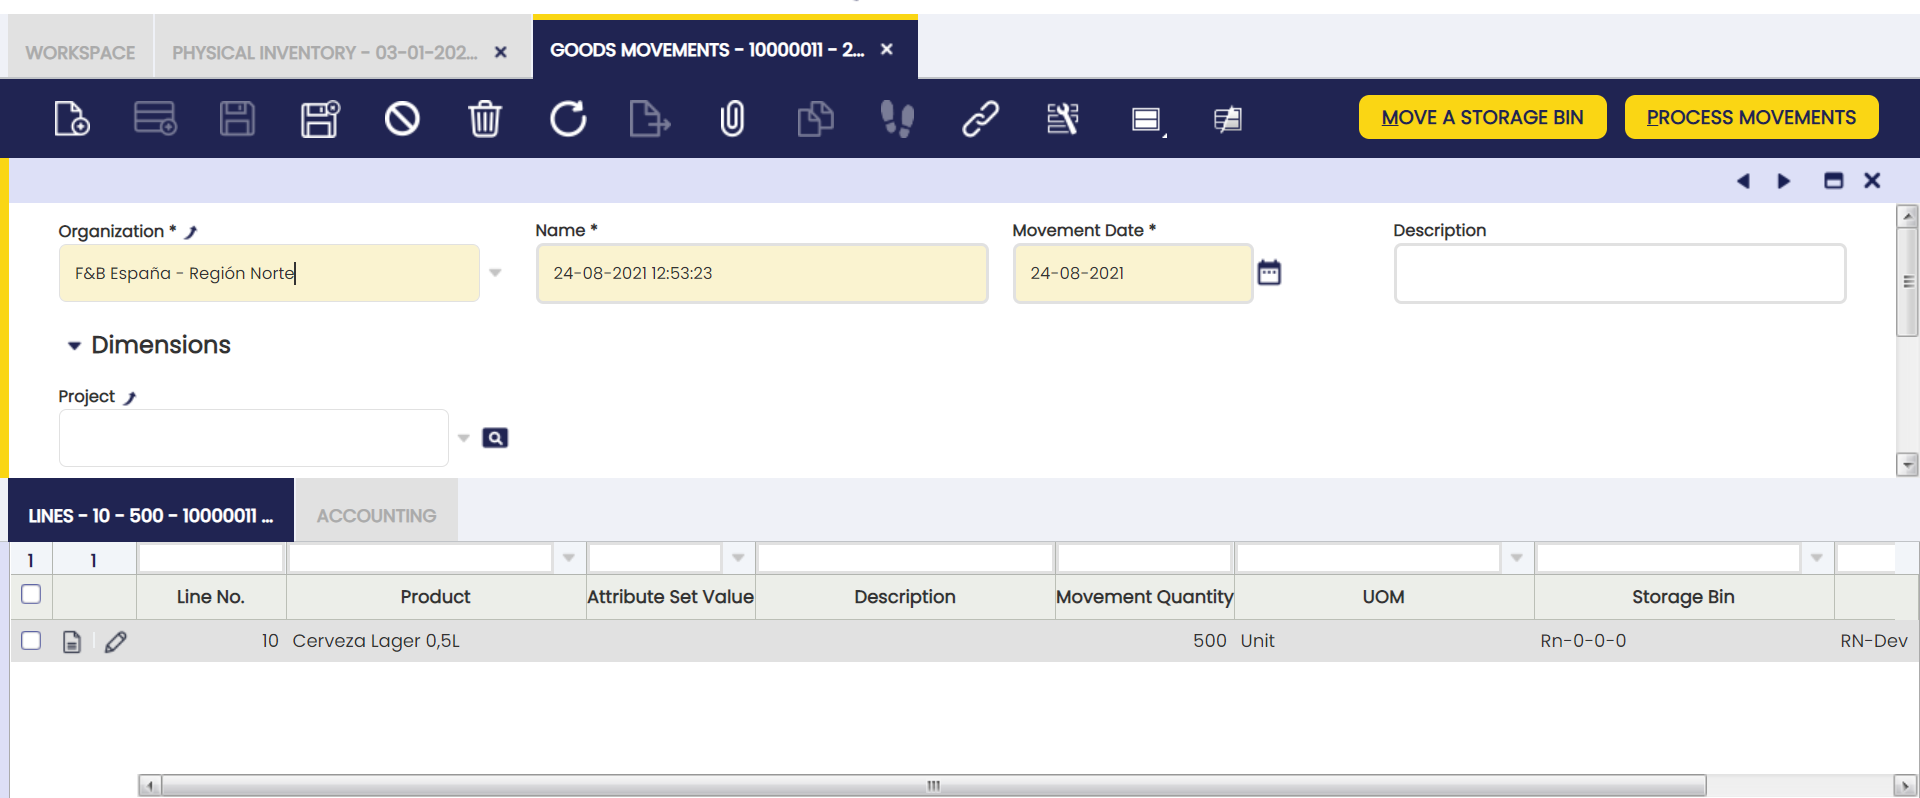 WORKSPACE
PHYSICAL INVENTORY - 03-01-202...
GOODS MOVEMENTS - 10000011 - 2...
MOVE A STORAGE BIN
PROCESS MOVEMENTS
Organization *
Name *
Movement Date *
Description
F&B España - Región Norte
24-08-2021 12:53:23
24-08-2021
Dimensions
Project
LINES - 10 - 500 - 10000011 ...
ACCOUNTING
1
1
Line No.
Product
Attribute Set Value
Description
Movement Quantity
UOM
Storage Bin
10
Cerveza Lager 0,5L
500
Unit
Rn-0-0-0
RN-Dev